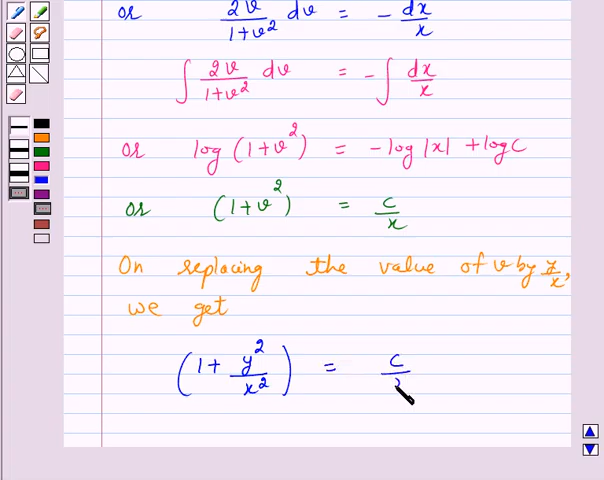 or 2v/1+v² dv = - dx/x
∫ 2v/1+v² dv = - ∫ dx/x
or log (1+v²) = -log|x| + log C
or (1+v²) = c/x
On replacing the value of v by y/x,
we get
(1 + y²/x²) = c/